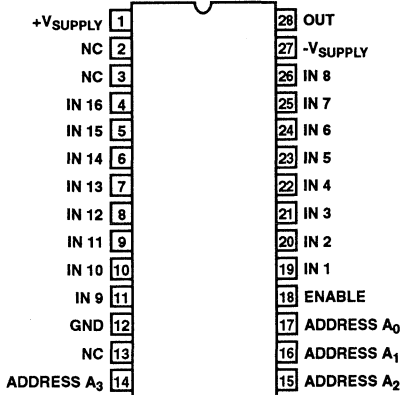 +VSUPPLY 1 28 OUT
NC 2 27 -VSUPPLY
NC 3 26 IN 8
IN 16 4 25 IN 7
IN 15 5 24 IN 6
IN 14 6 23 IN 5
IN 13 7 22 IN 4
IN 12 8 21 IN 3
IN 11 9 20 IN 2
IN 10 10 19 IN 1
IN 9 11 18 ENABLE
GND 12 17 ADDRESS A0
NC 13 16 ADDRESS A1
ADDRESS A3 14 15 ADDRESS A2